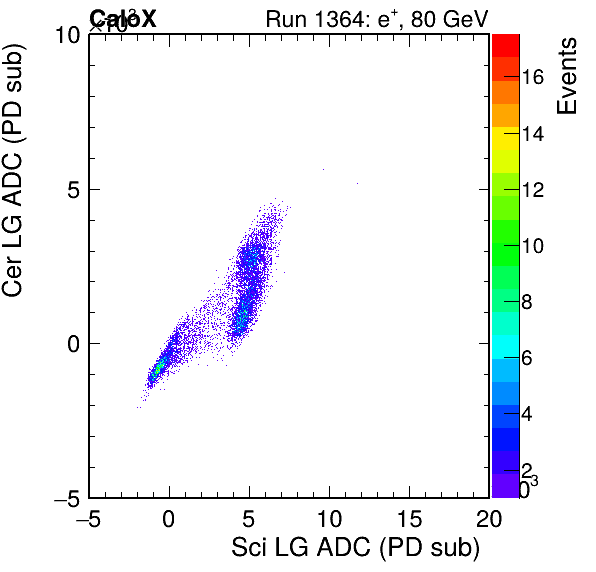 CaloX
×10³
Run 1364: e⁺, 80 GeV
Cer LG ADC (PD sub)
10
5
0
−5
−5 0 5 10 15 20
Sci LG ADC (PD sub)
Events
16
14
12
10
8
6
4
2
0
3